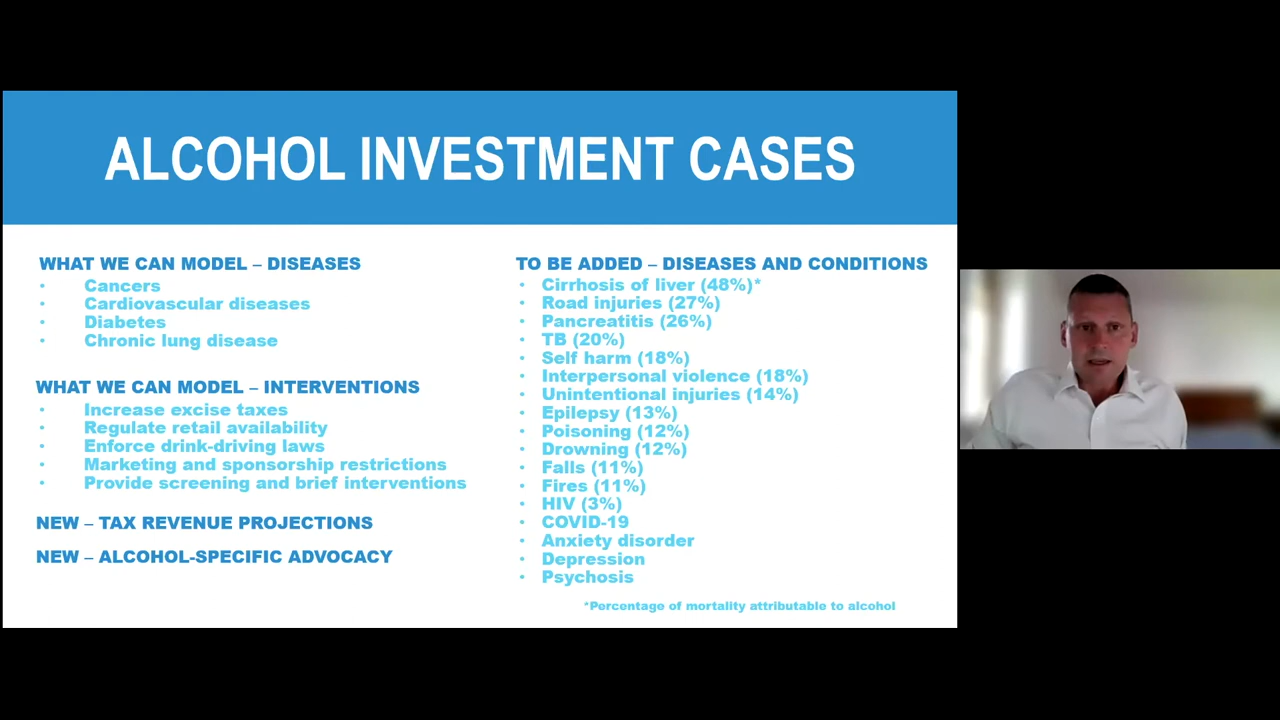 ALCOHOL INVESTMENT CASES
WHAT WE CAN MODEL – DISEASES
• Cancers
• Cardiovascular diseases
• Diabetes
• Chronic lung disease
WHAT WE CAN MODEL – INTERVENTIONS
• Increase excise taxes
• Regulate retail availability
• Enforce drink-driving laws
• Marketing and sponsorship restrictions
• Provide screening and brief interventions
NEW – TAX REVENUE PROJECTIONS
NEW – ALCOHOL-SPECIFIC ADVOCACY
TO BE ADDED – DISEASES AND CONDITIONS
• Cirrhosis of liver (48%)*
• Road injuries (27%)
• Pancreatitis (26%)
• TB (20%)
• Self harm (18%)
• Interpersonal violence (18%)
• Unintentional injuries (14%)
• Epilepsy (13%)
• Poisoning (12%)
• Drowning (12%)
• Falls (11%)
• Fires (11%)
• HIV (3%)
• COVID-19
• Anxiety disorder
• Depression
• Psychosis
*Percentage of mortality attributable to alcohol